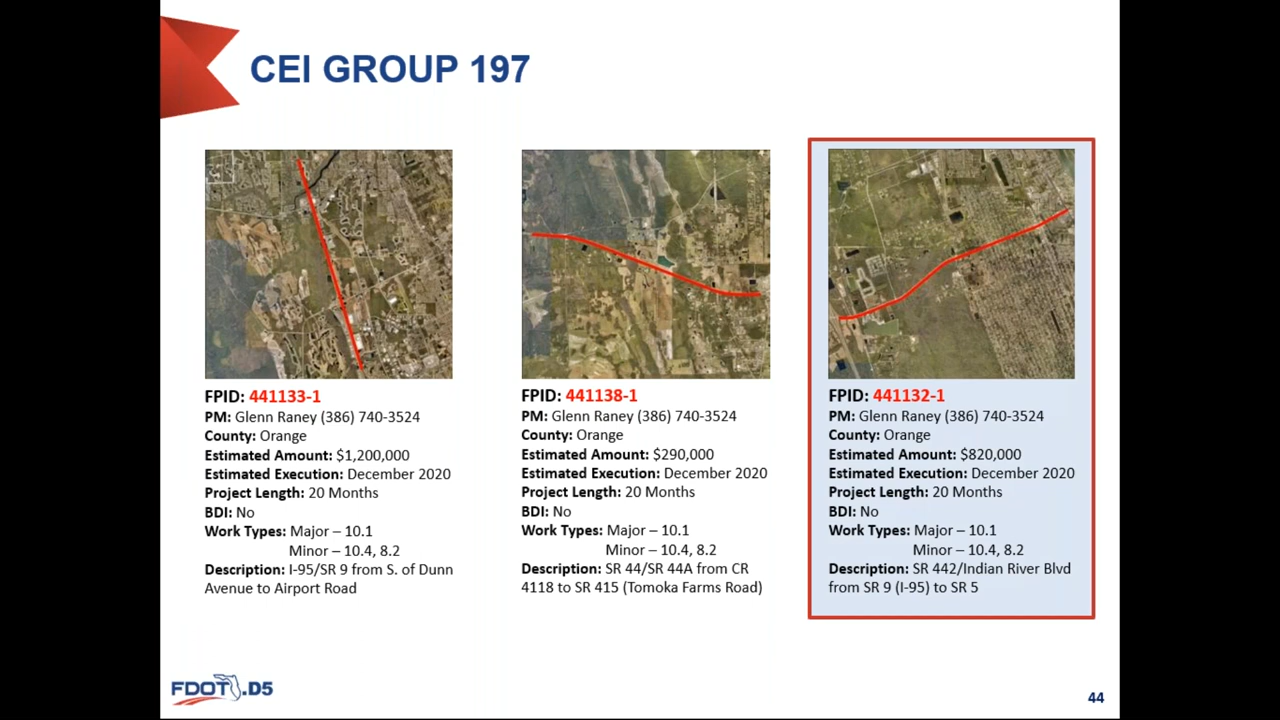 CEI GROUP 197
FPID: 441133-1
PM: Glenn Raney (386) 740-3524
County: Orange
Estimated Amount: $1,200,000
Estimated Execution: December 2020
Project Length: 20 Months
BDI: No
Work Types: Major – 10.1
Minor – 10.4, 8.2
Description: I-95/SR 9 from S. of Dunn
Avenue to Airport Road
FPID: 441138-1
PM: Glenn Raney (386) 740-3524
County: Orange
Estimated Amount: $290,000
Estimated Execution: December 2020
Project Length: 20 Months
BDI: No
Work Types: Major – 10.1
Minor – 10.4, 8.2
Description: SR 44/SR 44A from CR
4118 to SR 415 (Tomoka Farms Road)
FPID: 441132-1
PM: Glenn Raney (386) 740-3524
County: Orange
Estimated Amount: $820,000
Estimated Execution: December 2020
Project Length: 20 Months
BDI: No
Work Types: Major – 10.1
Minor – 10.4, 8.2
Description: SR 442/Indian River Blvd
from SR 9 (I-95) to SR 5
FDOT.D5
44